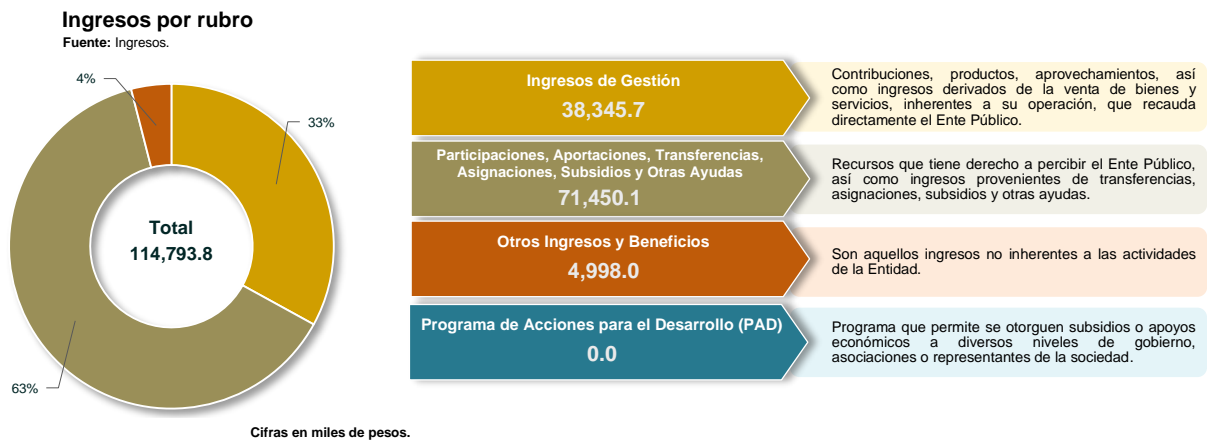 Ingresos por rubro
Fuente: Ingresos.
4%
33%
63%
Total
114,793.8
Ingresos de Gestión
38,345.7
Contribuciones, productos, aprovechamientos, así
como ingresos derivados de la venta de bienes y
servicios, inherentes a su operación, que recauda
directamente el Ente Público.
Participaciones, Aportaciones, Transferencias,
Asignaciones, Subsidios y Otras Ayudas
71,450.1
Recursos que tiene derecho a percibir el Ente Público,
así como ingresos provenientes de transferencias,
asignaciones, subsidios y otras ayudas.
Otros Ingresos y Beneficios
4,998.0
Son aquellos ingresos no inherentes a las actividades
de la Entidad.
Programa de Acciones para el Desarrollo (PAD)
0.0
Programa que permite se otorguen subsidios o apoyos
económicos a diversos niveles de gobierno,
asociaciones o representantes de la sociedad.
Cifras en miles de pesos.